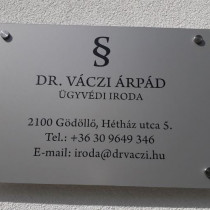 §
DR. VÁCZI ÁRPÁD
ÜGYVÉDI IRODA
2100 Gödöllő, Hétház utca 5.
Tel.: +36 30 9649 346
E-mail: iroda@drvaczi.hu